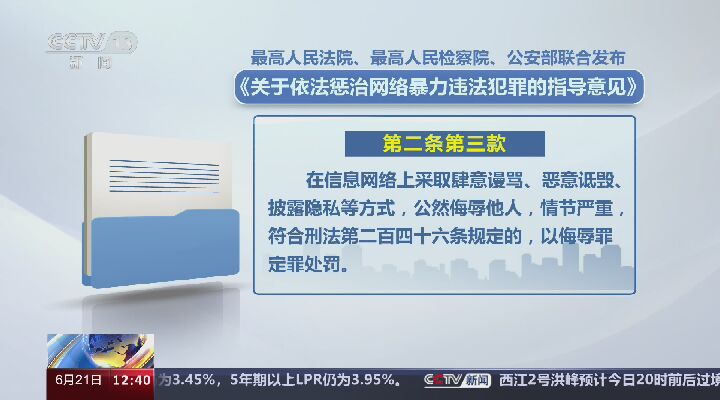 CCTV 13
新闻
最高人民法院、最高人民检察院、公安部联合发布
《关于依法惩治网络暴力违法犯罪的指导意见》
第二条第三款
在信息网络上采取肆意谩骂、恶意诋毁、
披露隐私等方式，公然侮辱他人，情节严重，
符合刑法第二百四十六条规定的，以侮辱罪
定罪处罚。
6月21日 12:40 为3.45%，5年期以上LPR仍为3.95%。 CCTV 新闻 西江2号洪峰预计今日20时前后过境